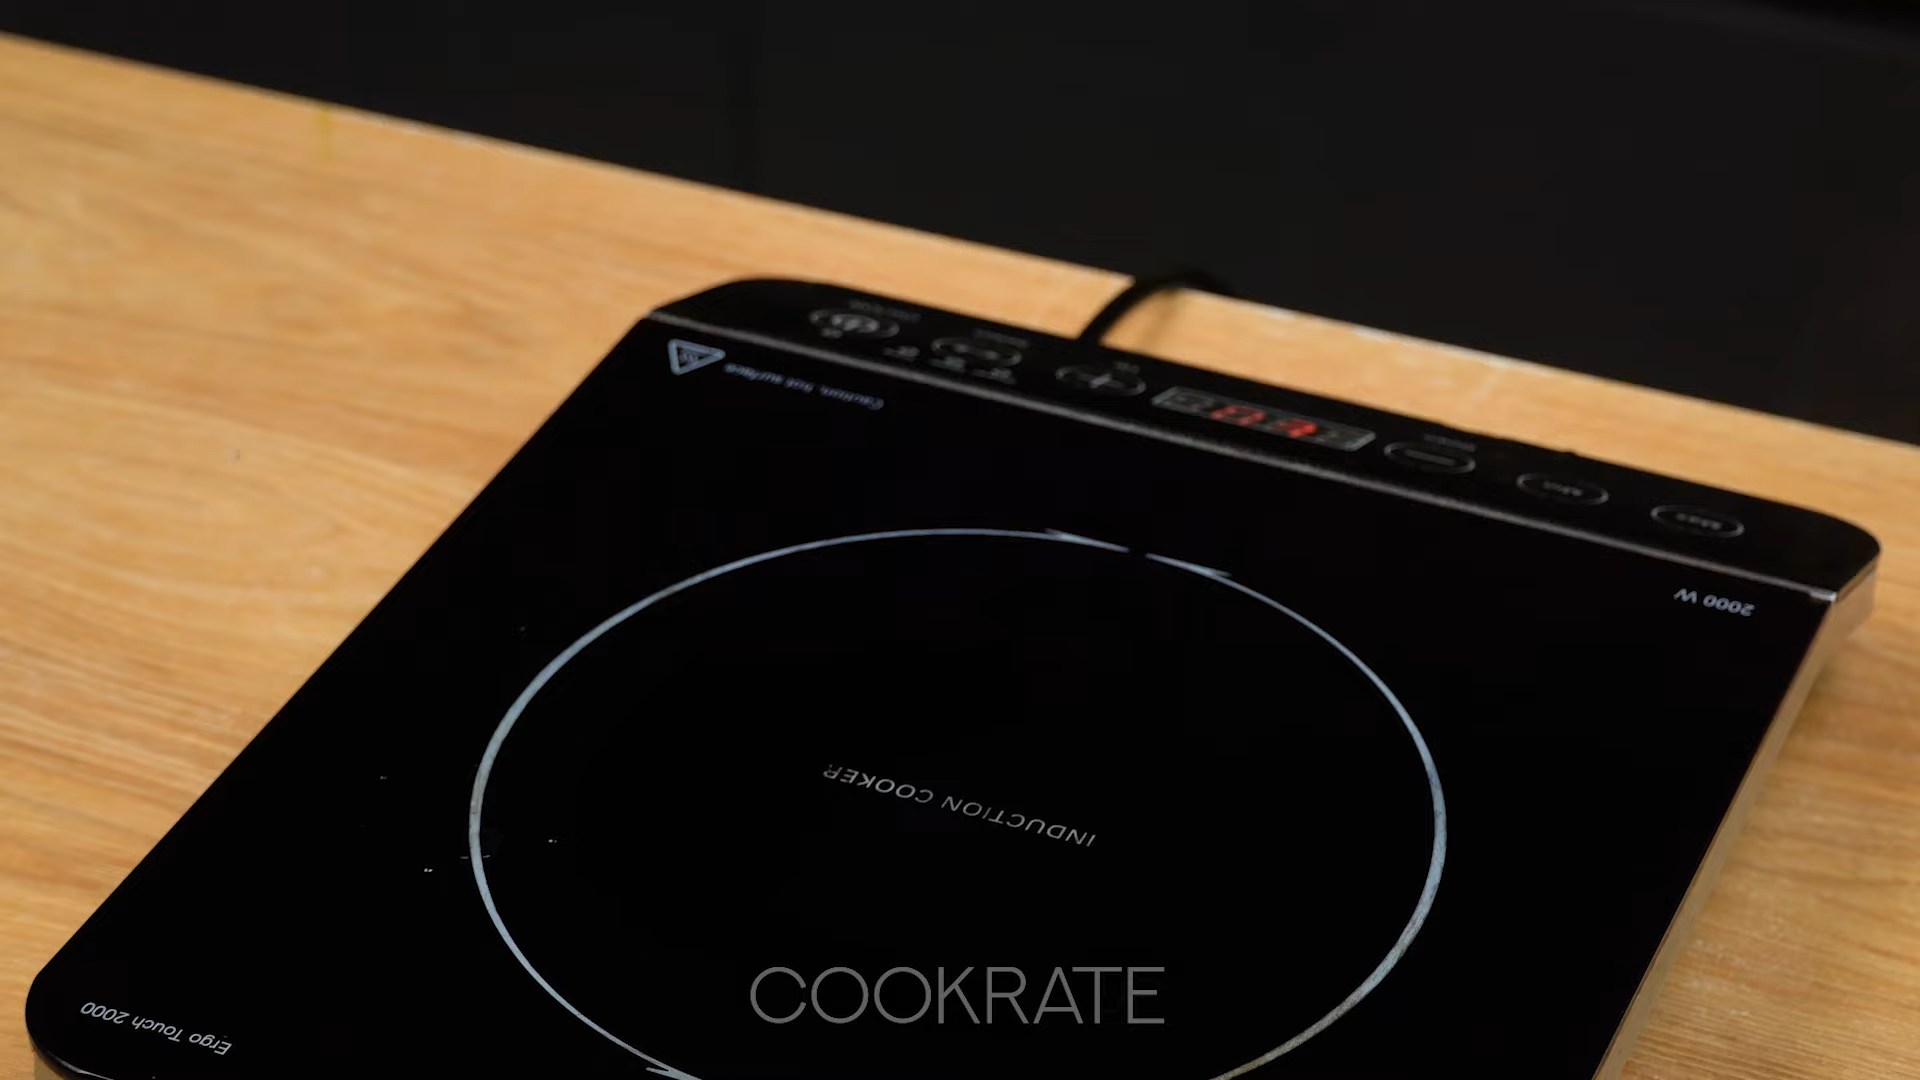 Caution, hot surface
2000 W
INDUCTION COOKER
COOKRATE
Ergo Touch 2000